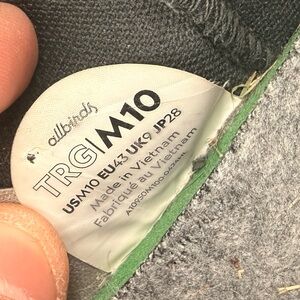 allbirds
TRG|M10
USM10 EU43 UK9 JP28
Made in Vietnam
Fabriqué au Vietnam